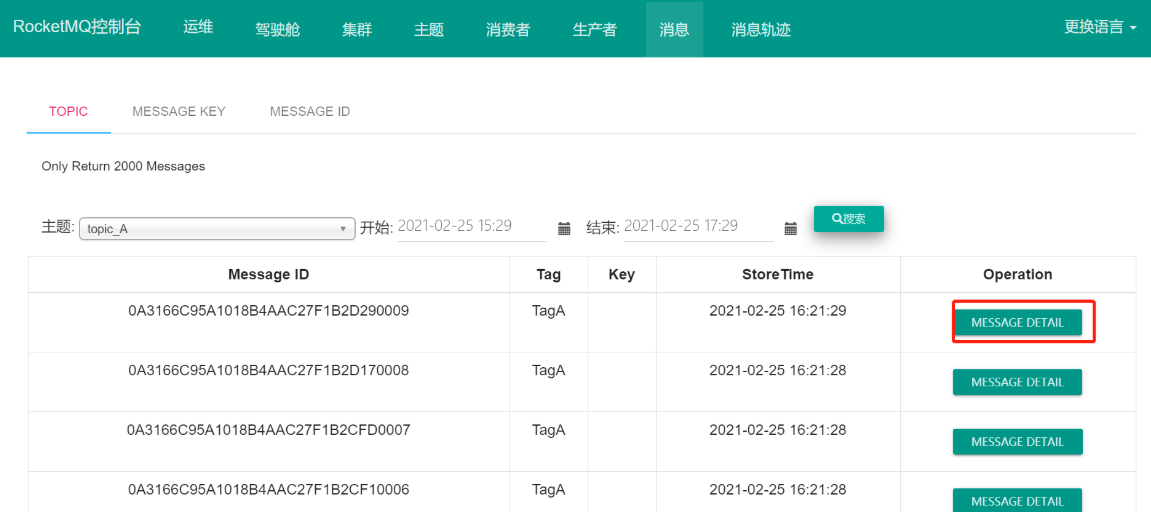 RocketMQ控制台 运维 驾驶舱 集群 主题 消费者 生产者 消息 消息轨迹 更换语言
TOPIC MESSAGE KEY MESSAGE ID
Only Return 2000 Messages
主题: topic_A 开始: 2021-02-25 15:29 结束: 2021-02-25 17:29 搜索
Message ID Tag Key StoreTime Operation
0A3166C95A1018B4AAC27F1B2D290009 TagA 2021-02-25 16:21:29 MESSAGE DETAIL
0A3166C95A1018B4AAC27F1B2D170008 TagA 2021-02-25 16:21:28 MESSAGE DETAIL
0A3166C95A1018B4AAC27F1B2CFD0007 TagA 2021-02-25 16:21:28 MESSAGE DETAIL
0A3166C95A1018B4AAC27F1B2CF10006 TagA 2021-02-25 16:21:28 MESSAGE DETAIL